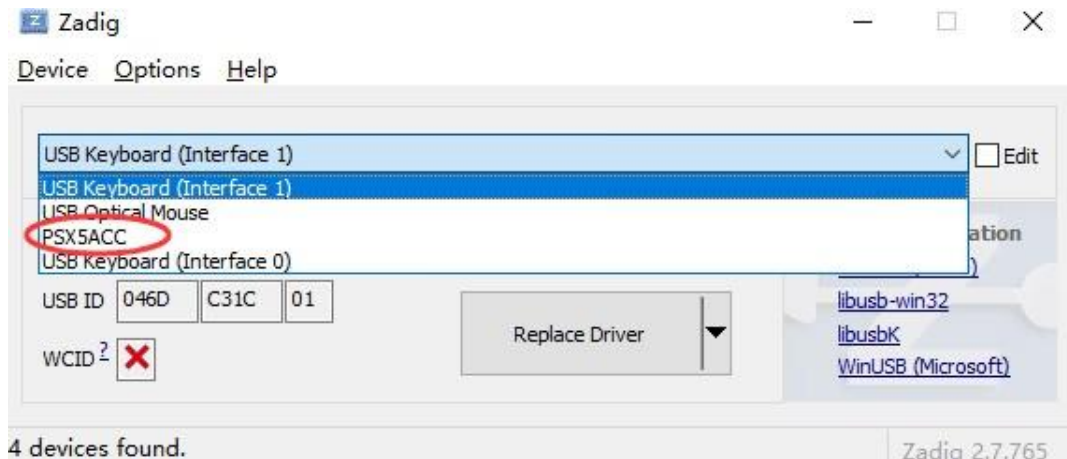 Zadig
Device Options Help
USB Keyboard (Interface 1)
Edit
USB Keyboard (Interface 1)
USB Optical Mouse
PSX5ACC
USB Keyboard (Interface 0)
ation
)
USB ID 046D C31C 01
libusb-win32
Replace Driver
libusbK
WCID ?
WinUSB (Microsoft)
4 devices found.
Zadig 2.7.765